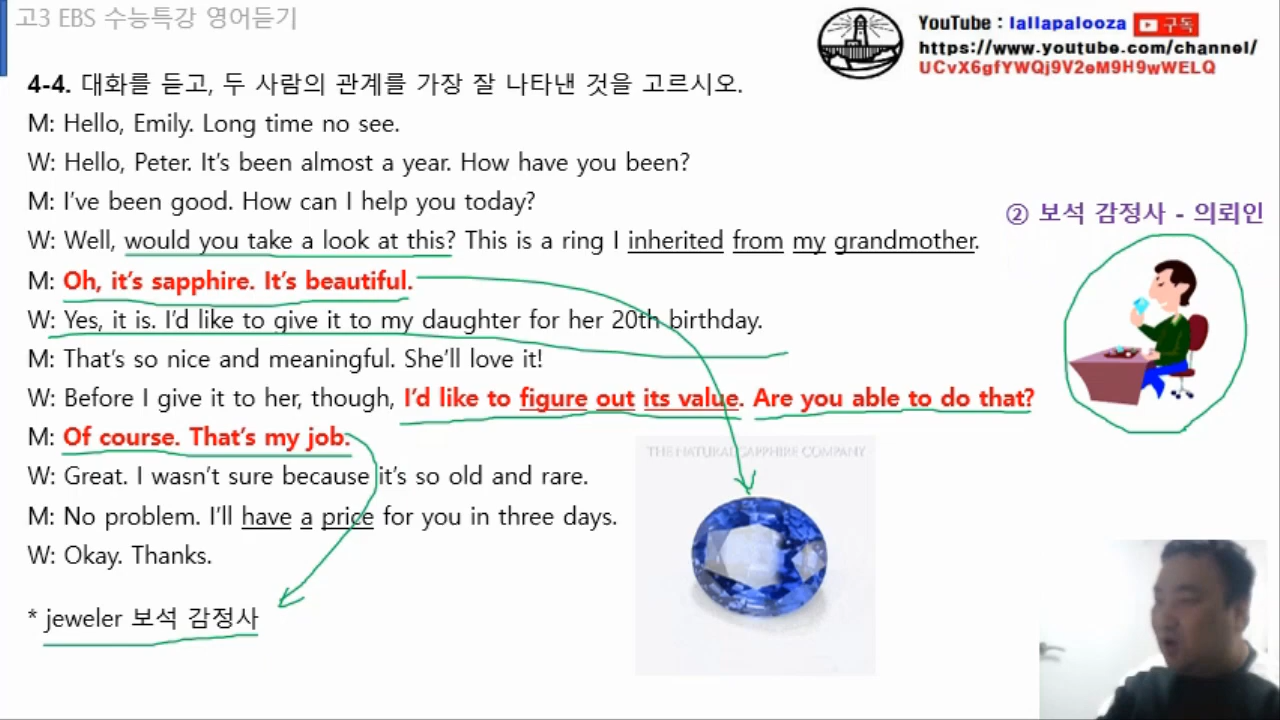 고3 EBS 수능특강 영어듣기
YouTube : lallapalooza 구독
https://www.youtube.com/channel/
UCvX6gfYWQj9V2eM9H9wWELQ
4-4. 대화를 듣고, 두 사람의 관계를 가장 잘 나타낸 것을 고르시오.
M: Hello, Emily. Long time no see.
W: Hello, Peter. It's been almost a year. How have you been?
M: I've been good. How can I help you today?
② 보석 감정사 - 의뢰인
W: Well, would you take a look at this? This is a ring I inherited from my grandmother.
M: Oh, it's sapphire. It's beautiful.
W: Yes, it is. I'd like to give it to my daughter for her 20th birthday.
M: That's so nice and meaningful. She'll love it!
W: Before I give it to her, though, I'd like to figure out its value. Are you able to do that?
M: Of course. That's my job.
THE NATURAL SAPPHIRE COMPANY
W: Great. I wasn't sure because it's so old and rare.
M: No problem. I'll have a price for you in three days.
W: Okay. Thanks.
* jeweler 보석 감정사